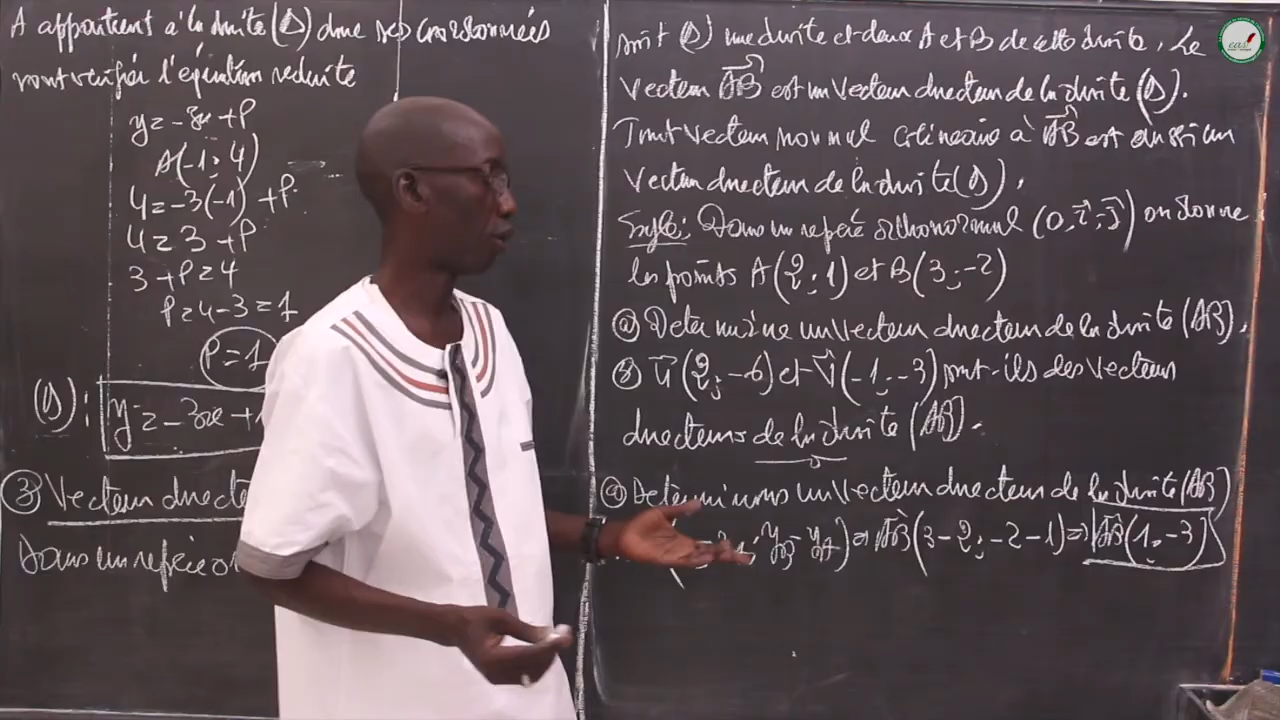 A appartient à la droite (Δ) donc ses coordonnées
vont vérifier l'équation réduite
y = -3x + P
A(-1; 4)
4 = -3(-1) + P
4 = 3 + P
3 + P = 4
P = 4 - 3 = 1
P = 1
(Δ): y = -3x + 1
③ Vecteur direct
Dans un repère or
Soit (Δ) une droite et deux A et B de cette droite. Le
vecteur AB est un vecteur directeur de la droite (Δ).
Tout vecteur non nul colinéaire à AB est aussi un
vecteur directeur de la droite (Δ).
Exple: Dans un repère orthonormal (O, i; j) on donne
les points A(2; 1) et B(3; -2)
ⓐ Détermine un vecteur directeur de la droite (AB).
U(2; -6) et V(-1; -3) sont-ils des vecteurs
directeurs de la droite (AB).
ⓐ Déterminons un vecteur directeur de la droite (AB)
; yB - yA) => AB(3 - 2; -2 - 1) => AB(1; -3)